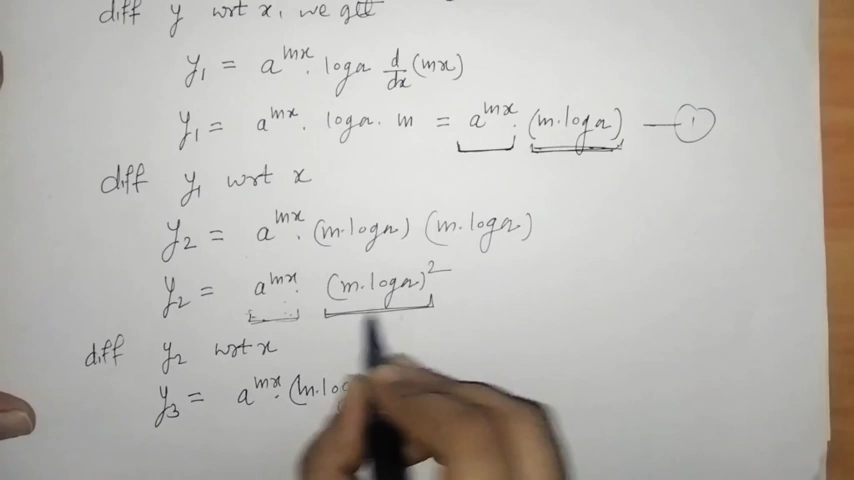 diff y wrt x, we get
y₁ = a^{mx} . loga d/dx (mx)
y₁ = a^{mx} . loga . m = a^{mx} . (m.loga) — ①
diff y₁ wrt x
y₂ = a^{mx} . (m.loga) (m.loga)
y₂ = a^{mx} . (m.loga)²
diff y₂ wrt x
y₃ = a^{mx} . (m.log